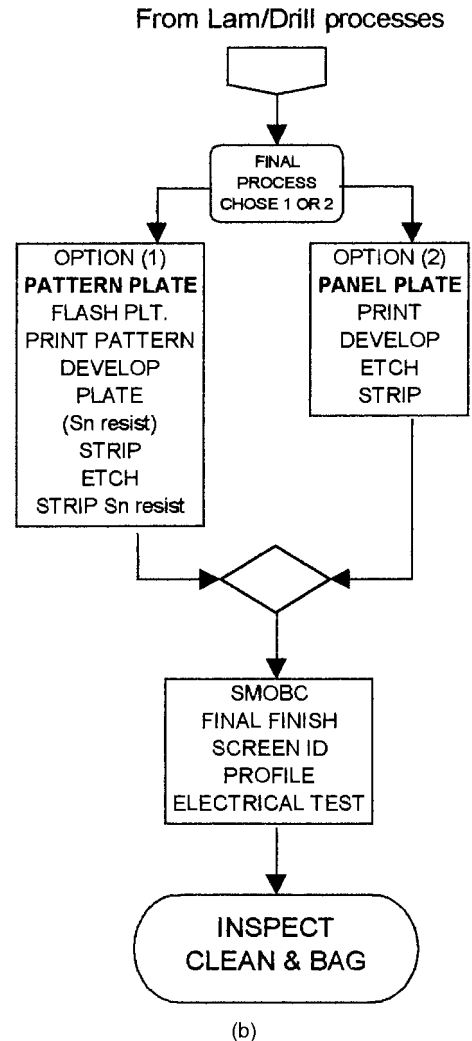 From Lam/Drill processes
FINAL
PROCESS
CHOSE 1 OR 2
OPTION (1)
PATTERN PLATE
FLASH PLT.
PRINT PATTERN
DEVELOP
PLATE
(Sn resist)
STRIP
ETCH
STRIP Sn resist
OPTION (2)
PANEL PLATE
PRINT
DEVELOP
ETCH
STRIP
SMOBC
FINAL FINISH
SCREEN ID
PROFILE
ELECTRICAL TEST
INSPECT
CLEAN & BAG
(b)